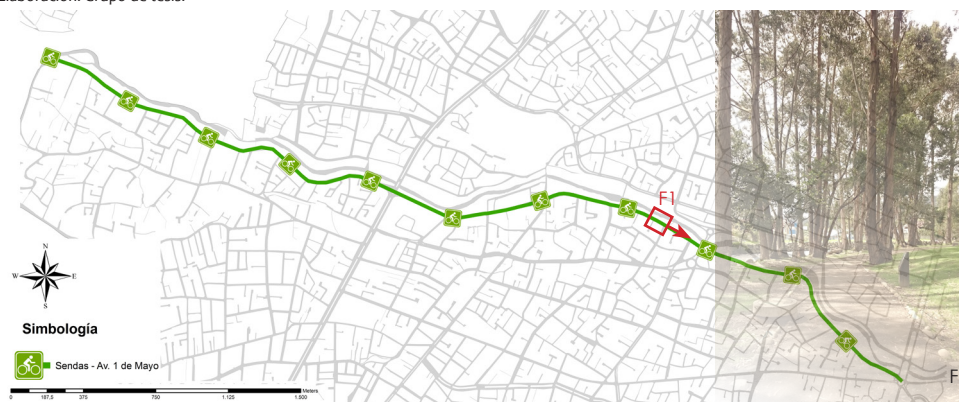 Elaboración: Grupo de tesis.
F1
N
W E
S
Simbología
Sendas - Av. 1 de Mayo
Meters
0 187,5 375 750 1.125 1.500
F